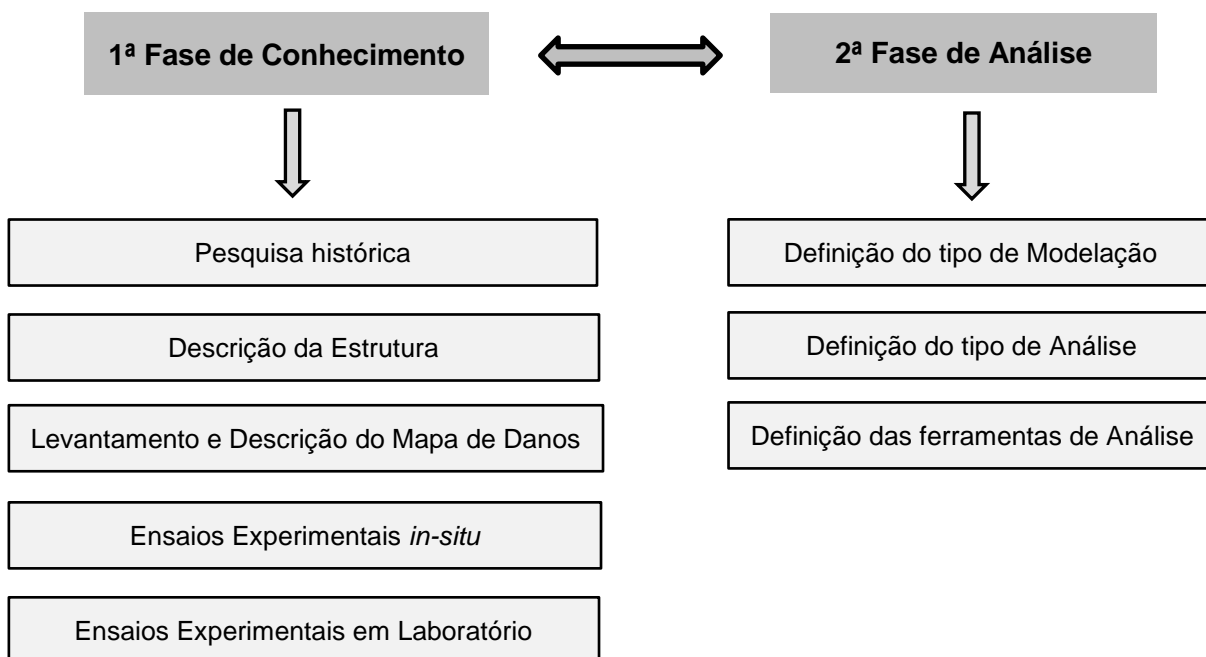 1ª Fase de Conhecimento
2ª Fase de Análise
Pesquisa histórica
Descrição da Estrutura
Levantamento e Descrição do Mapa de Danos
Ensaios Experimentais in-situ
Ensaios Experimentais em Laboratório
Definição do tipo de Modelação
Definição do tipo de Análise
Definição das ferramentas de Análise